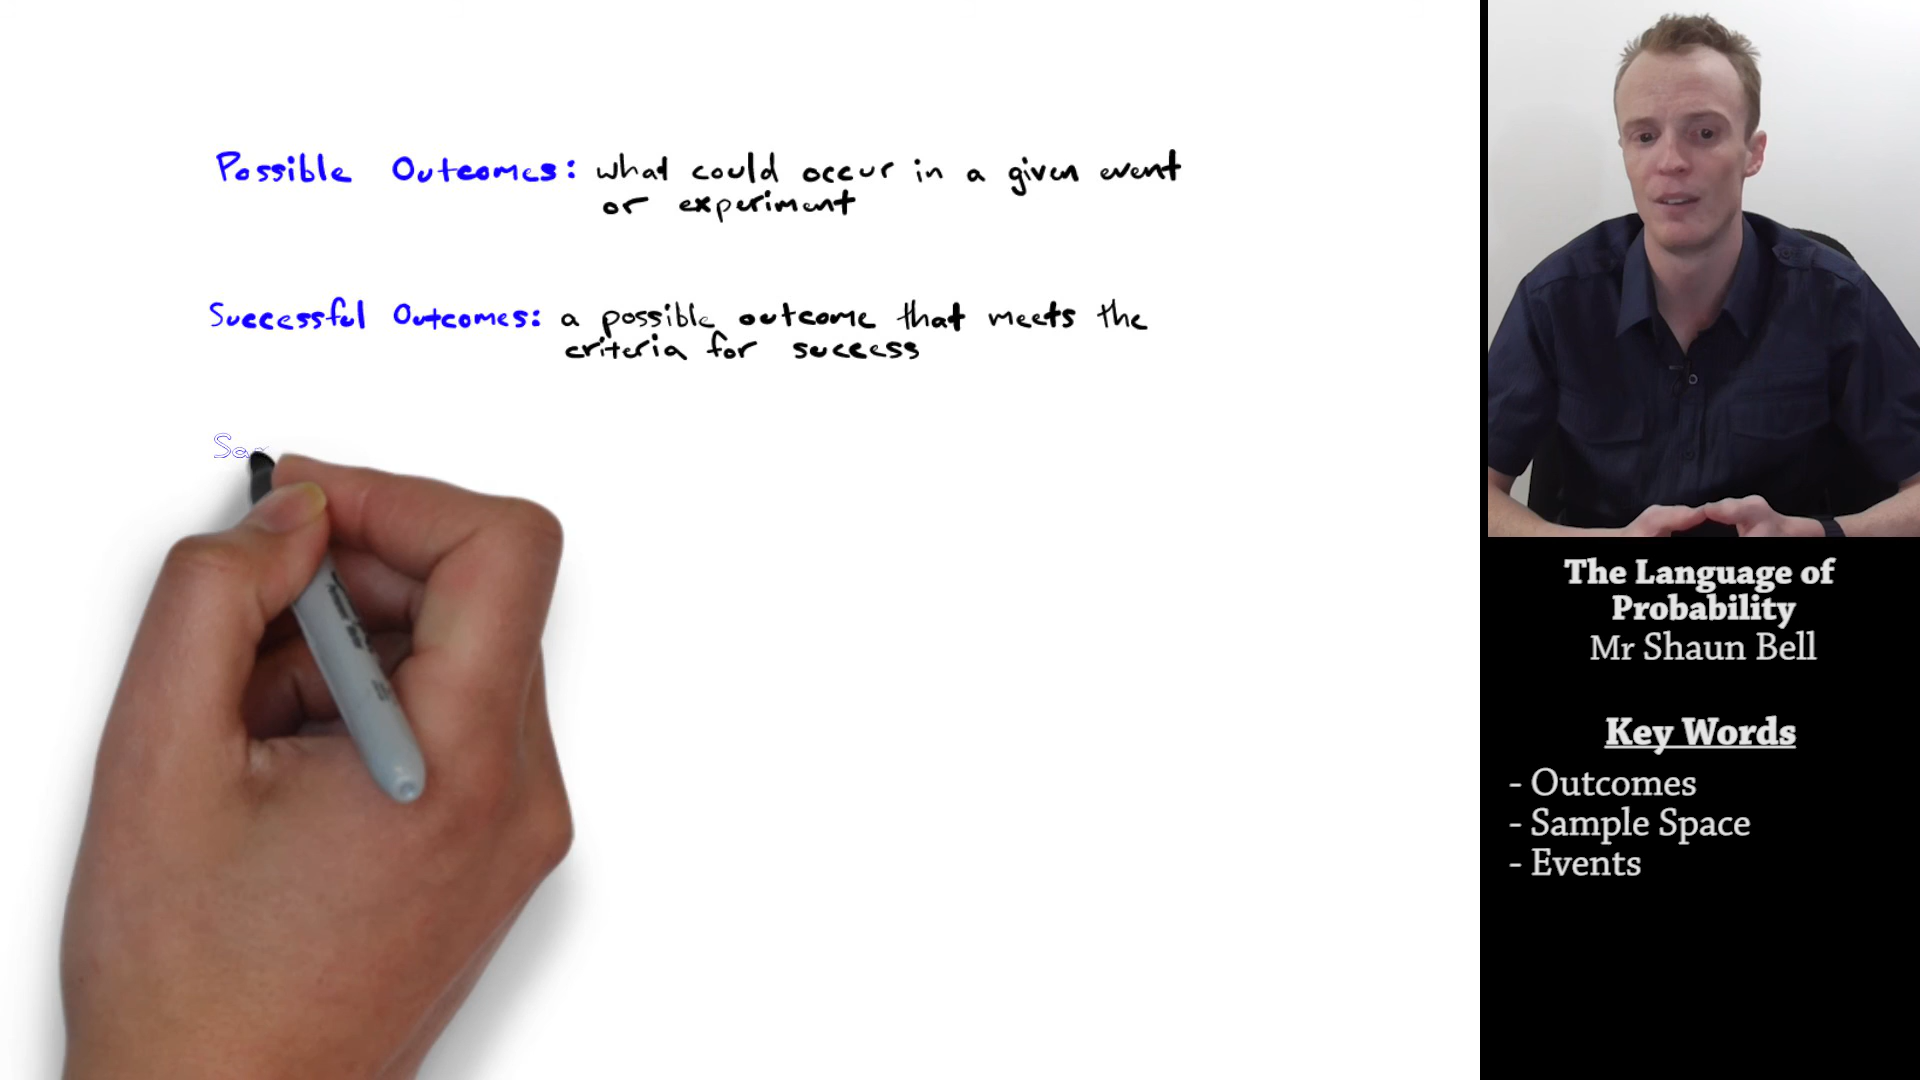 Possible Outcomes: what could occur in a given event
or experiment
Successful Outcomes: a possible outcome that meets the
criteria for success
Sa
The Language of
Probability
Mr Shaun Bell
Key Words
- Outcomes
- Sample Space
- Events